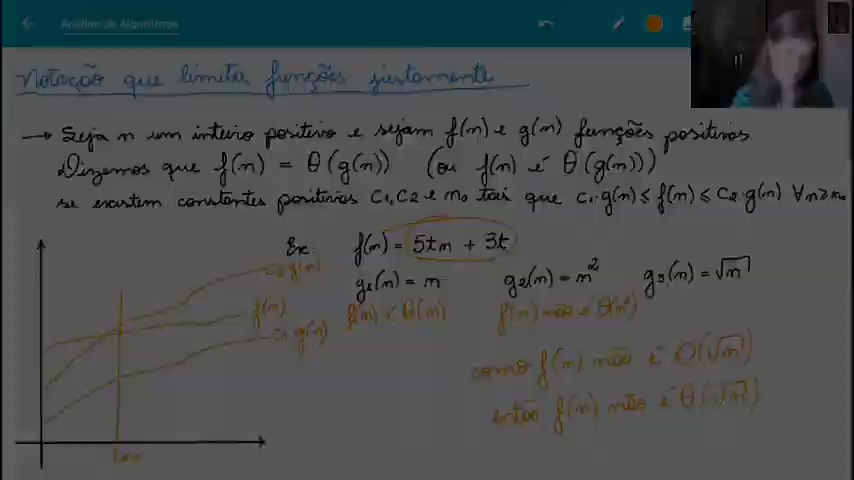 Análise de Algoritmos
Notação que limita funções justamente
→ Seja n um inteiro positivo e sejam f(n) e g(n) funções positivas.
Dizemos que f(n) = Θ(g(n)) (ou f(n) é Θ(g(n)))
se existem constantes positivas c₁, c₂ e n₀ tais que c₁·g(n) ≤ f(n) ≤ c₂·g(n) ∀n≥n₀
Ex: f(n) = 5tn + 3t
g₁(n) = n g₂(n) = n² g₃(n) = √n
c₂ g(n)
f(n)
c₁ g(n)
f(n) é Θ(n) f(n) não é Θ(n²)
como f(n) não é O(√n)
então f(n) não é Θ(√n)